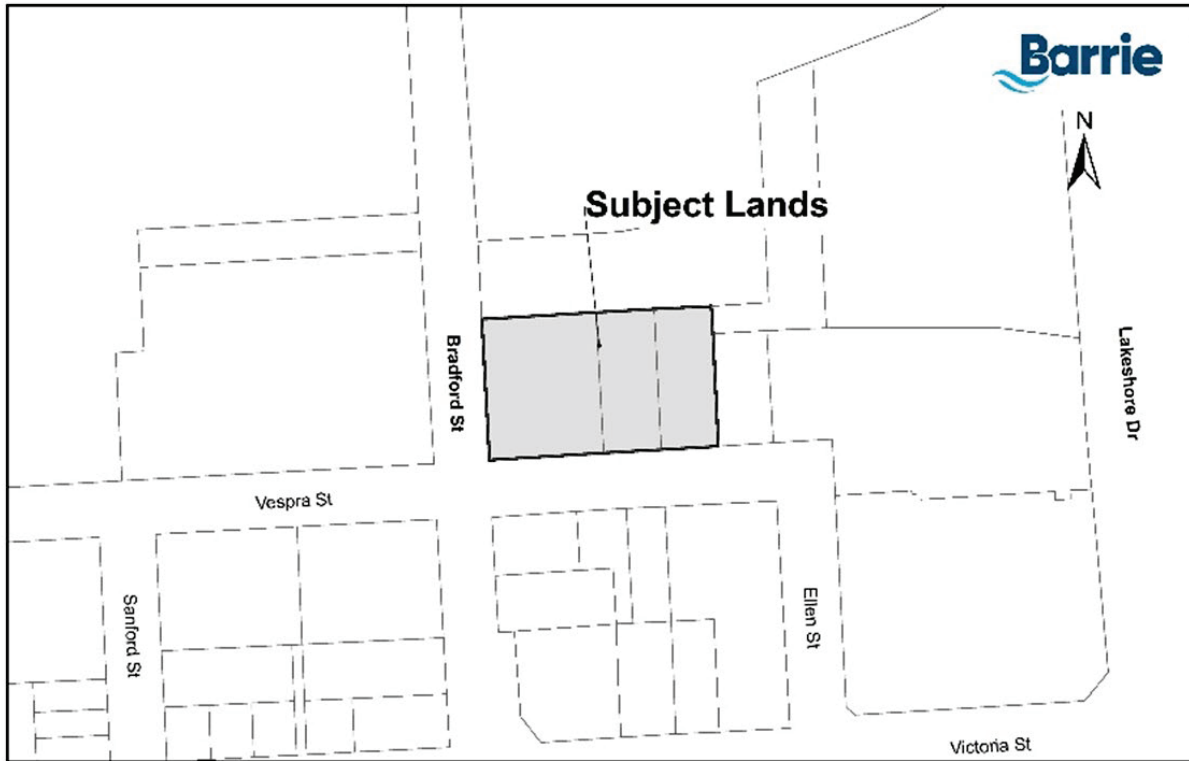 Barrie
N
Subject Lands
Bradford St
Lakeshore Dr
Vespra St
Sanford St
Ellen St
Victoria St